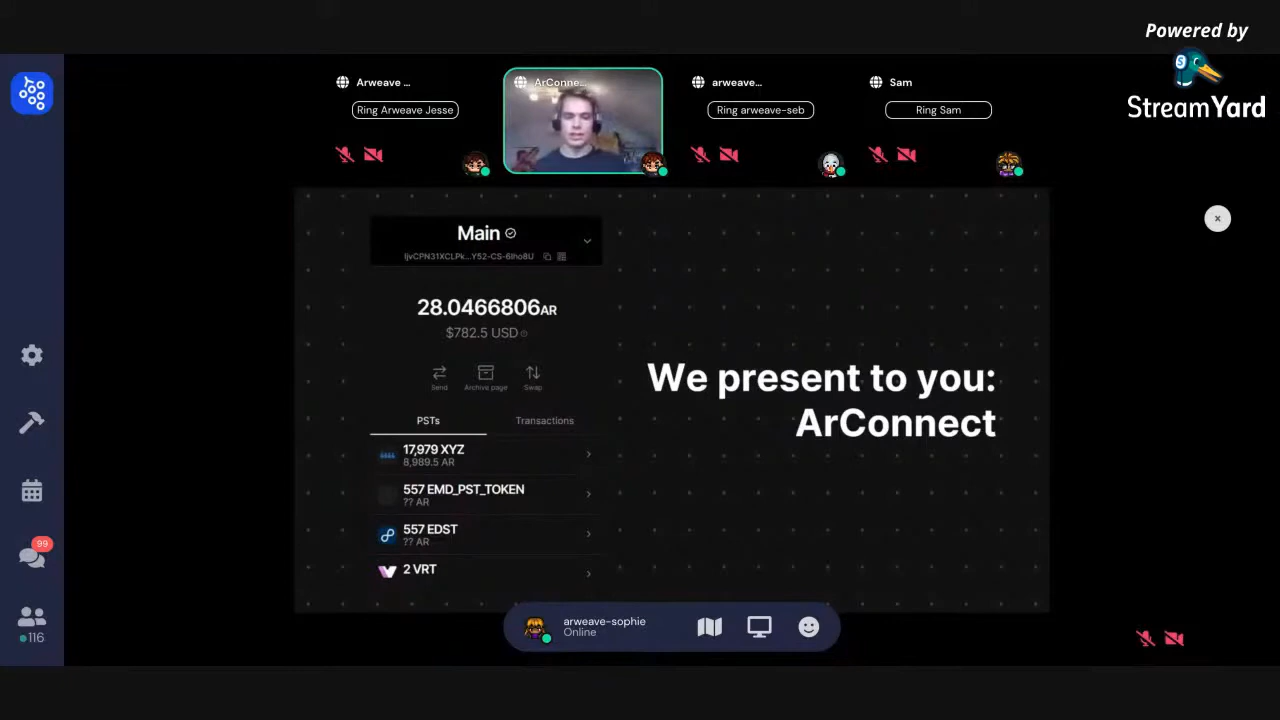 Powered by
StreamYard
Arweave ...
Ring Arweave Jesse
ArConne...
arweave...
Ring arweave-seb
Sam
Ring Sam
Main
28.0466806AR
$782.5 USD
Send
Archive page
Swap
PSTs
Transactions
17,979 XYZ
8,989.5 AR
557 EMD_PST_TOKEN
?? AR
557 EDST
?? AR
2 VRT
We present to you:
ArConnect
99
116
arweave-sophie
Online